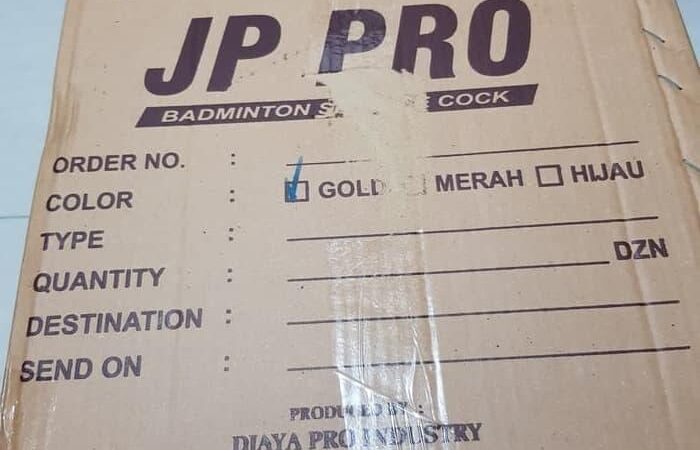 JP PRO
BADMINTON COCK
ORDER NO. :
COLOR : GOLD MERAH HIJAU
TYPE :
QUANTITY : DZN
DESTINATION :
SEND ON :
PRODUCED BY :
DJAYA PRO INDUSTRY